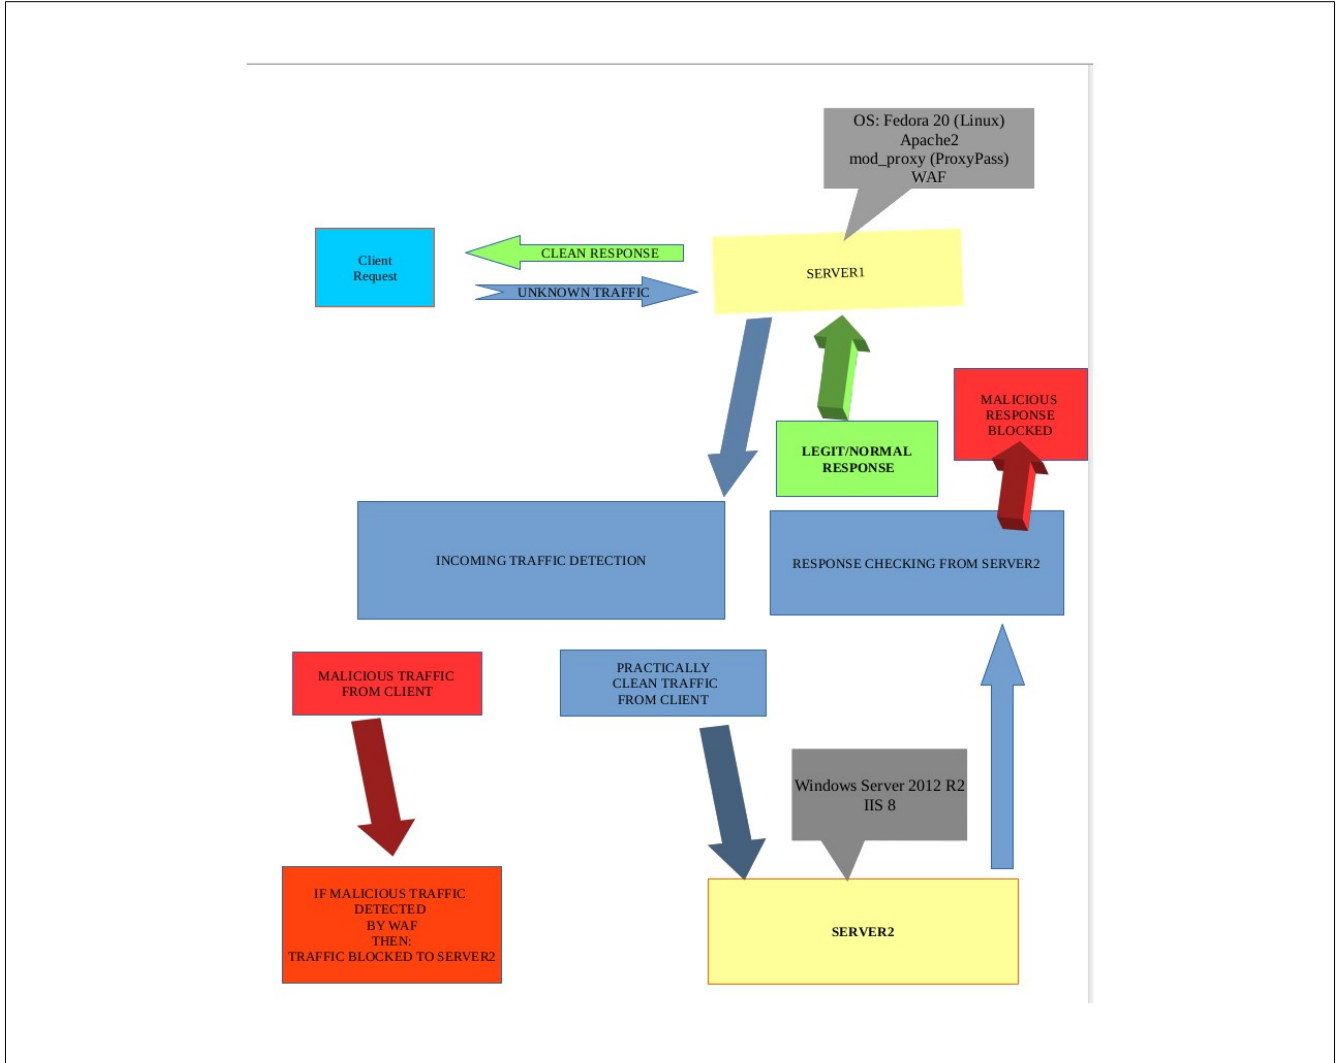 OS: Fedora 20 (Linux)
Apache2
mod_proxy (ProxyPass)
WAF
Client
Request
CLEAN RESPONSE
UNKNOWN TRAFFIC
SERVER1
MALICIOUS
RESPONSE
BLOCKED
LEGIT/NORMAL
RESPONSE
INCOMING TRAFFIC DETECTION
RESPONSE CHECKING FROM SERVER2
MALICIOUS TRAFFIC
FROM CLIENT
PRACTICALLY
CLEAN TRAFFIC
FROM CLIENT
Windows Server 2012 R2
IIS 8
IF MALICIOUS TRAFFIC
DETECTED
BY WAF
THEN:
TRAFFIC BLOCKED TO SERVER2
SERVER2